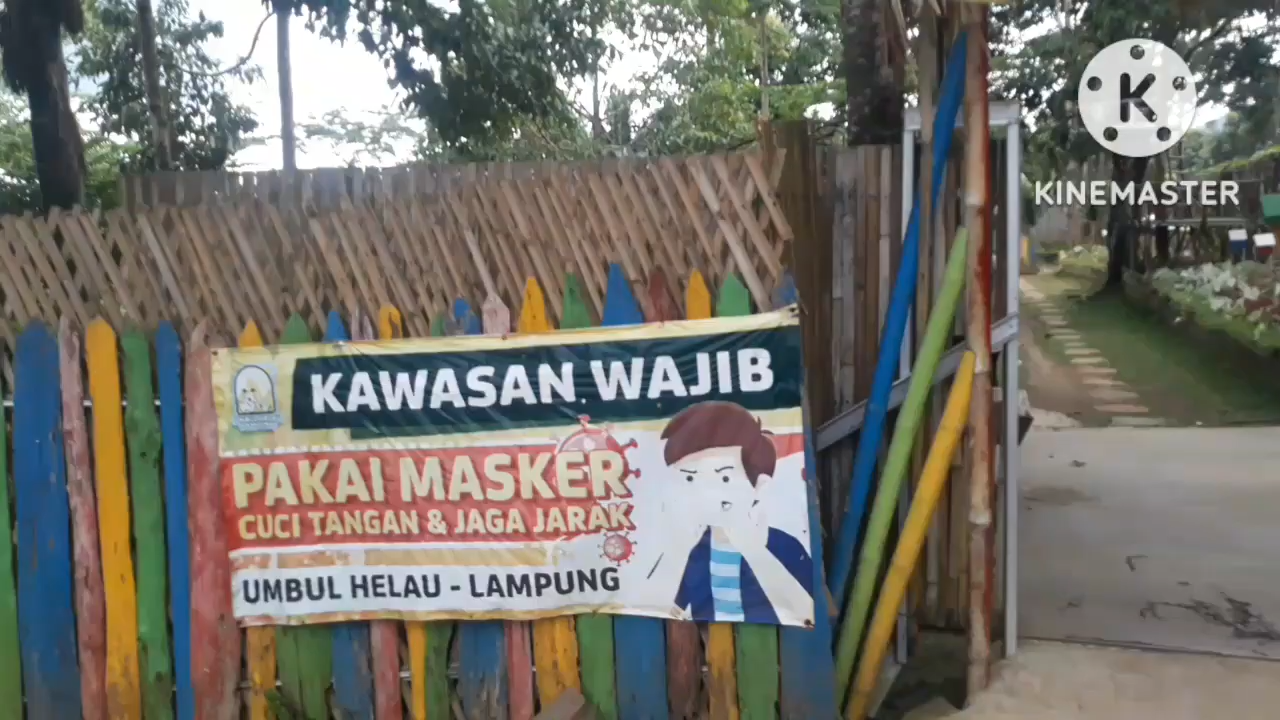 K
KINEMASTER
KAWASAN WAJIB
PAKAI MASKER
CUCI TANGAN & JAGA JARAK
UMBUL HELAU - LAMPUNG